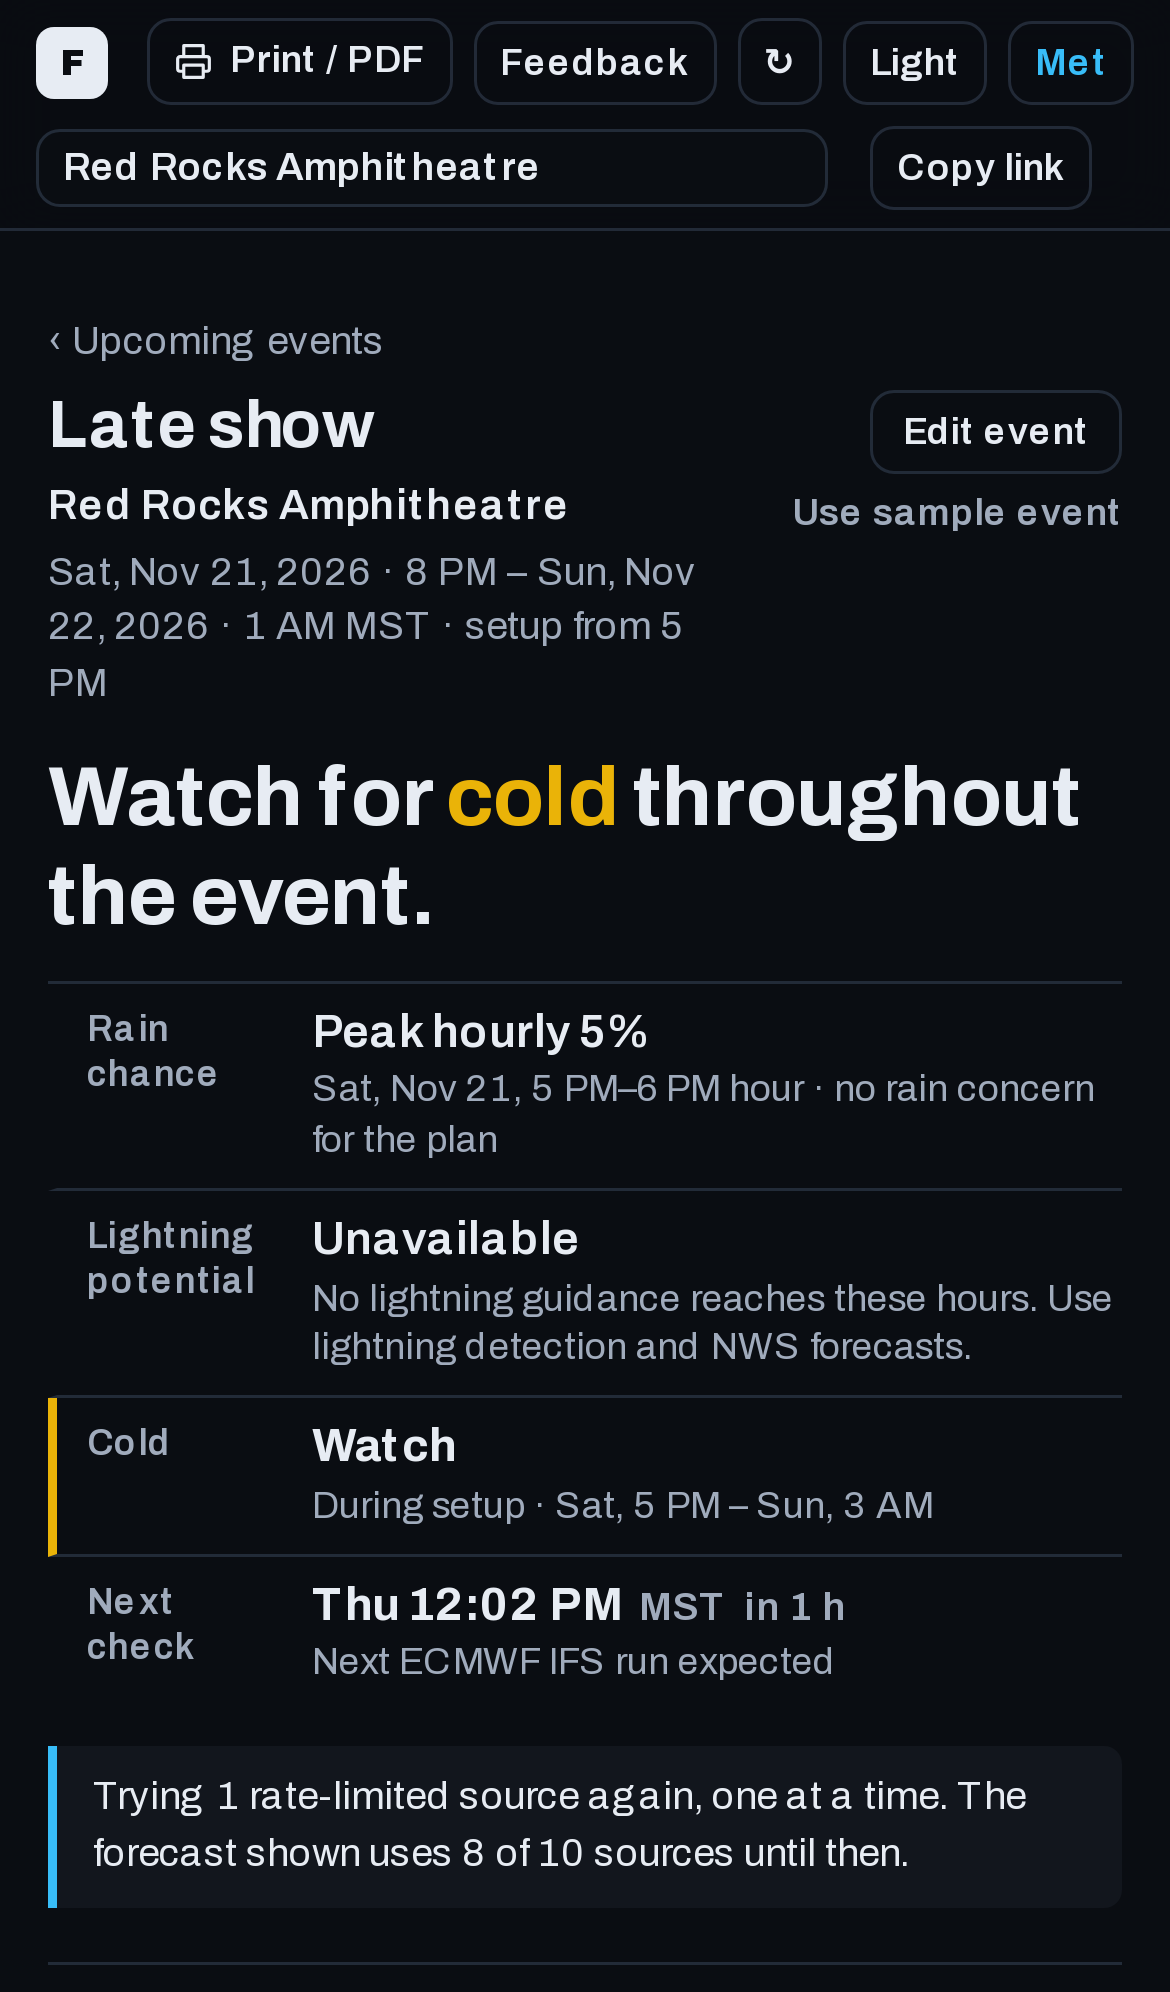 F Print / PDF Feedback ↻ Light Met
Red Rocks Amphitheatre Copy link
‹ Upcoming events
Late show Edit event
Red Rocks Amphitheatre Use sample event
Sat, Nov 21, 2026 · 8 PM – Sun, Nov
22, 2026 · 1 AM MST · setup from 5
PM
Watch for cold throughout
the event.
Rain
chance
Peak hourly 5%
Sat, Nov 21, 5 PM–6 PM hour · no rain concern
for the plan
Lightning
potential
Unavailable
No lightning guidance reaches these hours. Use
lightning detection and NWS forecasts.
Cold
Watch
During setup · Sat, 5 PM – Sun, 3 AM
Next
check
Thu 12:02 PM MST in 1 h
Next ECMWF IFS run expected
Trying 1 rate-limited source again, one at a time. The
forecast shown uses 8 of 10 sources until then.